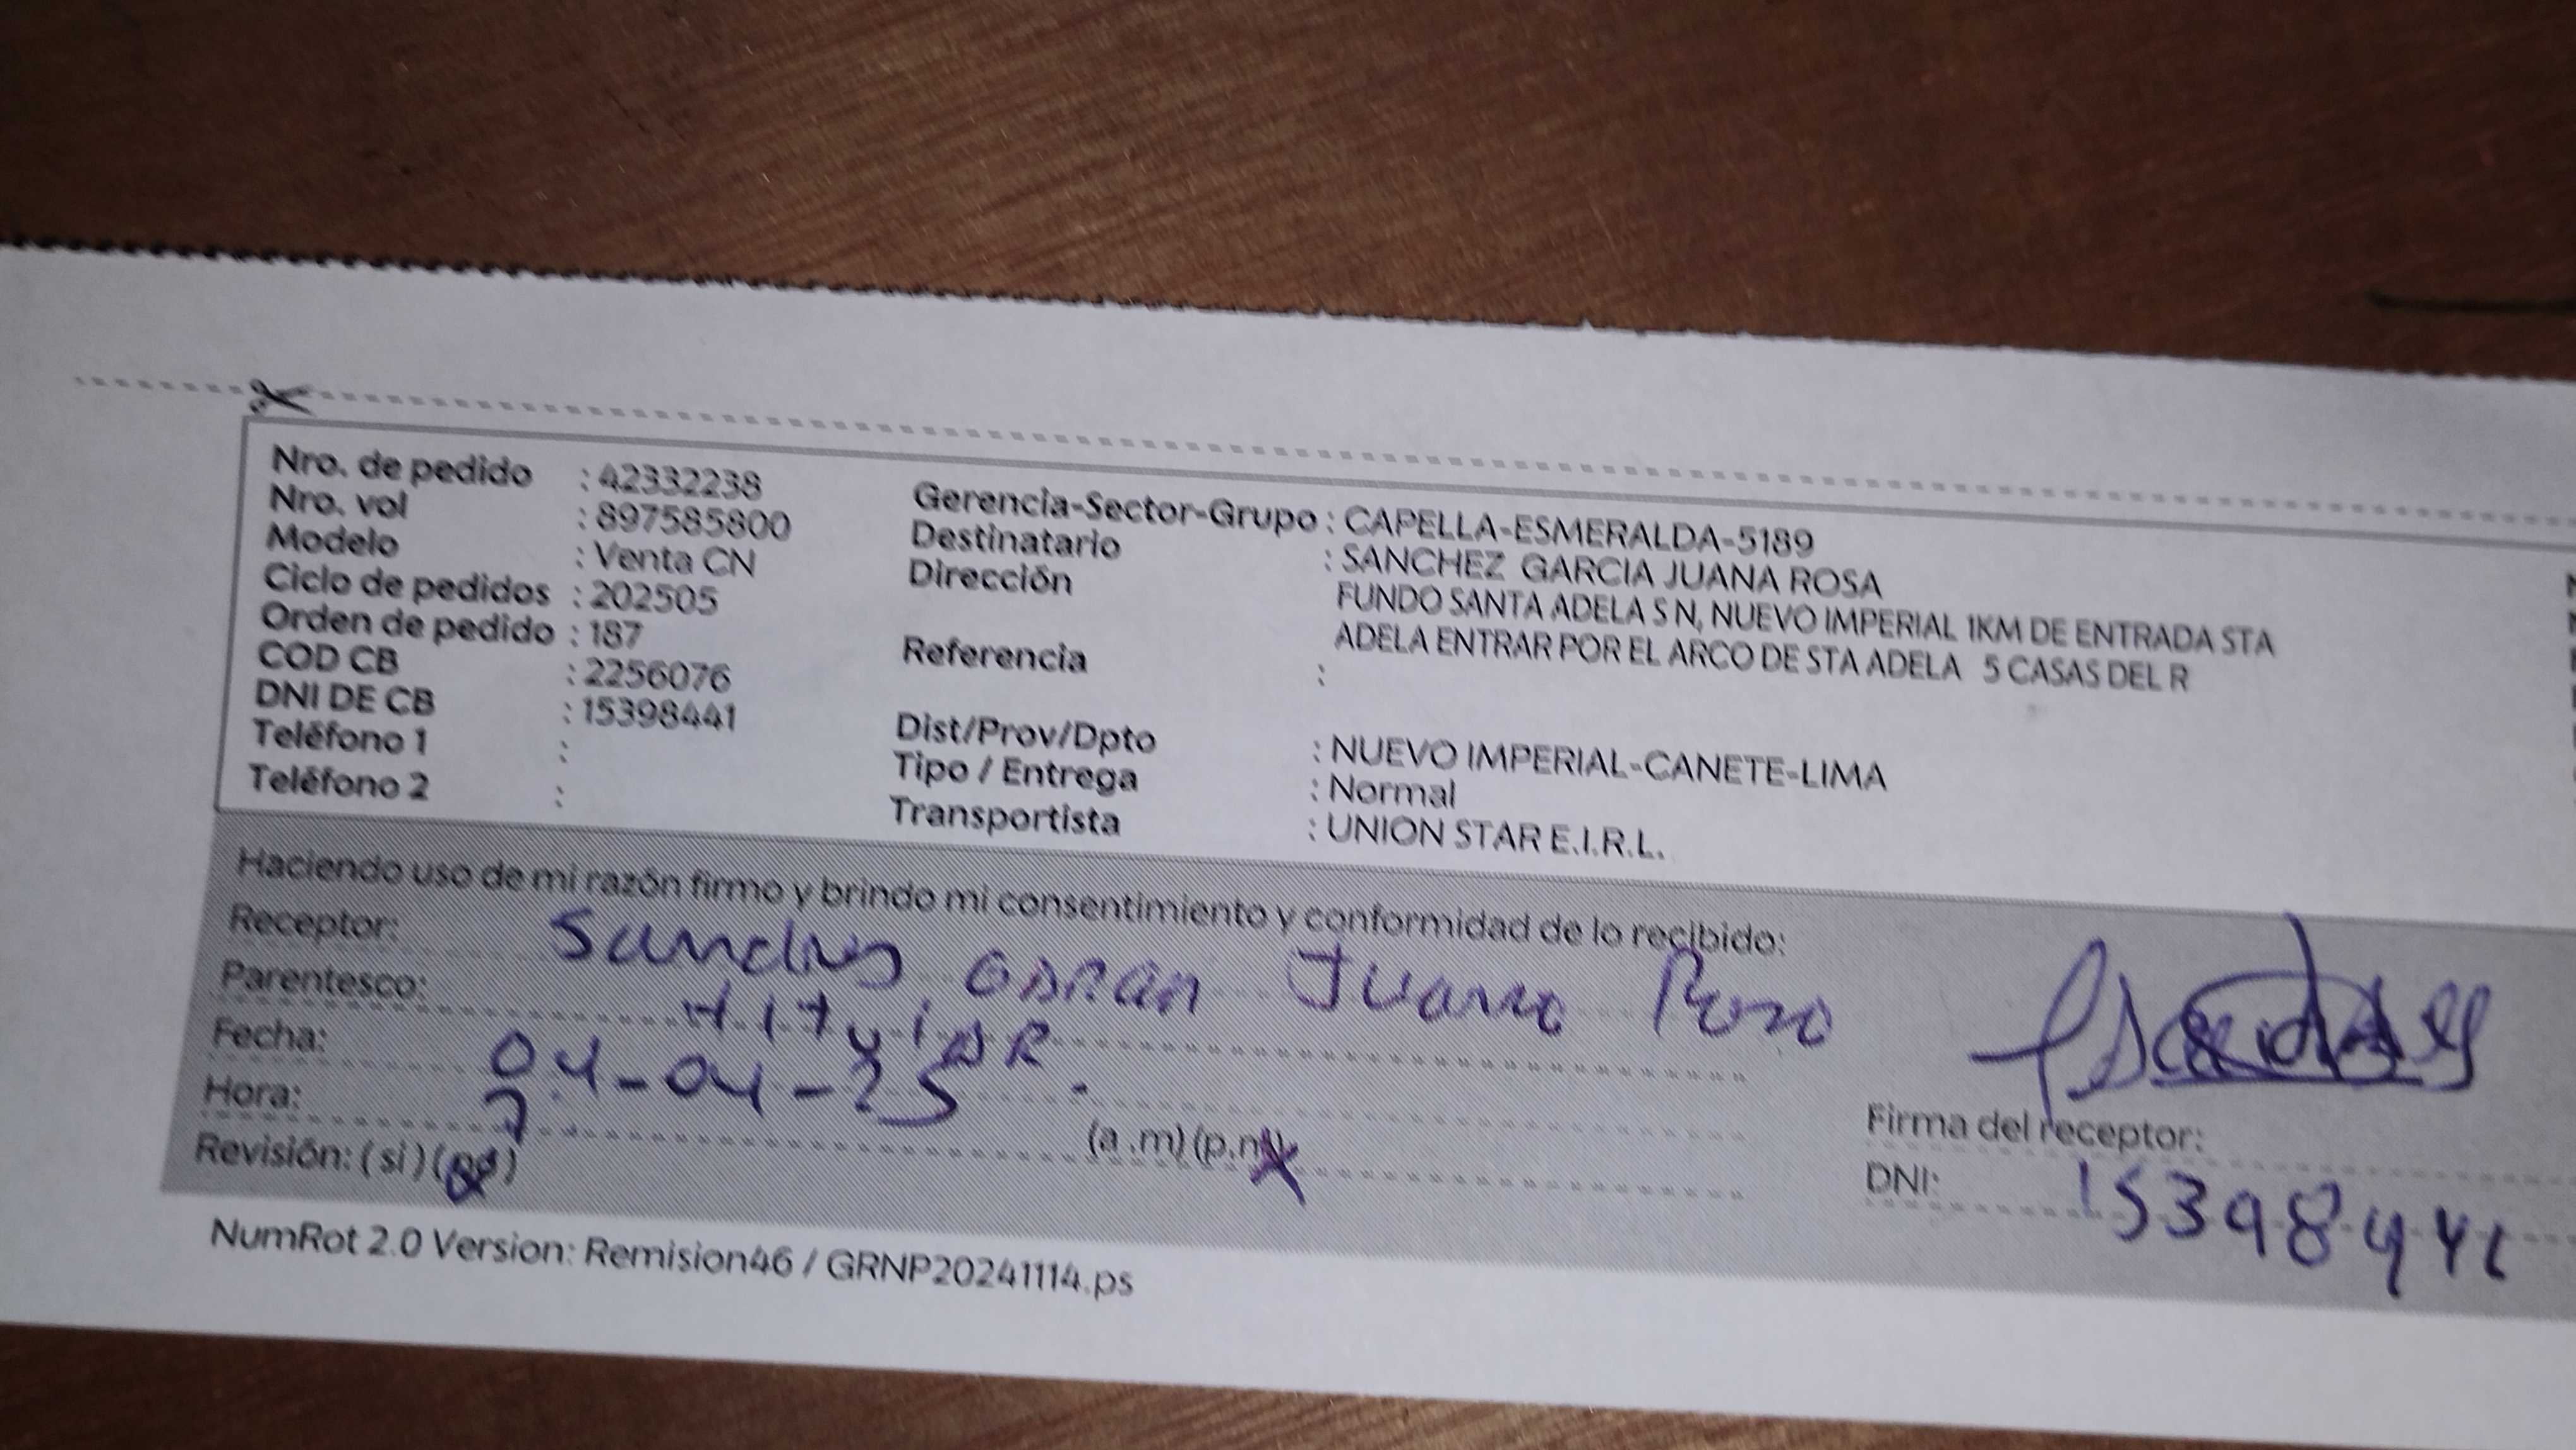 Nro. de pedido : 42332238
Nro. vol : 897585800
Modelo : Venta CN
Ciclo de pedidos : 202505
Orden de pedido : 187
COD CB : 2256076
DNI DE CB : 15398441
Teléfono 1 :
Teléfono 2 :
Gerencia-Sector-Grupo : CAPELLA-ESMERALDA-5189
Destinatario : SANCHEZ GARCIA JUANA ROSA
Dirección FUNDO SANTA ADELA S N, NUEVO IMPERIAL 1KM DE ENTRADA STA
ADELA ENTRAR POR EL ARCO DE STA ADELA 5 CASAS DEL R
Referencia :
Dist/Prov/Dpto : NUEVO IMPERIAL-CANETE-LIMA
Tipo / Entrega : Normal
Transportista : UNION STAR E.I.R.L.
Haciendo uso de mi razón firmo y brindo mi consentimiento y conformidad de lo recibido:
Receptor:
Parentesco: titular.
Fecha: 04-04-25
Hora: 7 (a .m) (p.m)
Revisión: ( si ) ( no )
Firma del receptor:
DNI: 15398441
NumRot 2.0 Version: Remision46 / GRNP20241114.ps